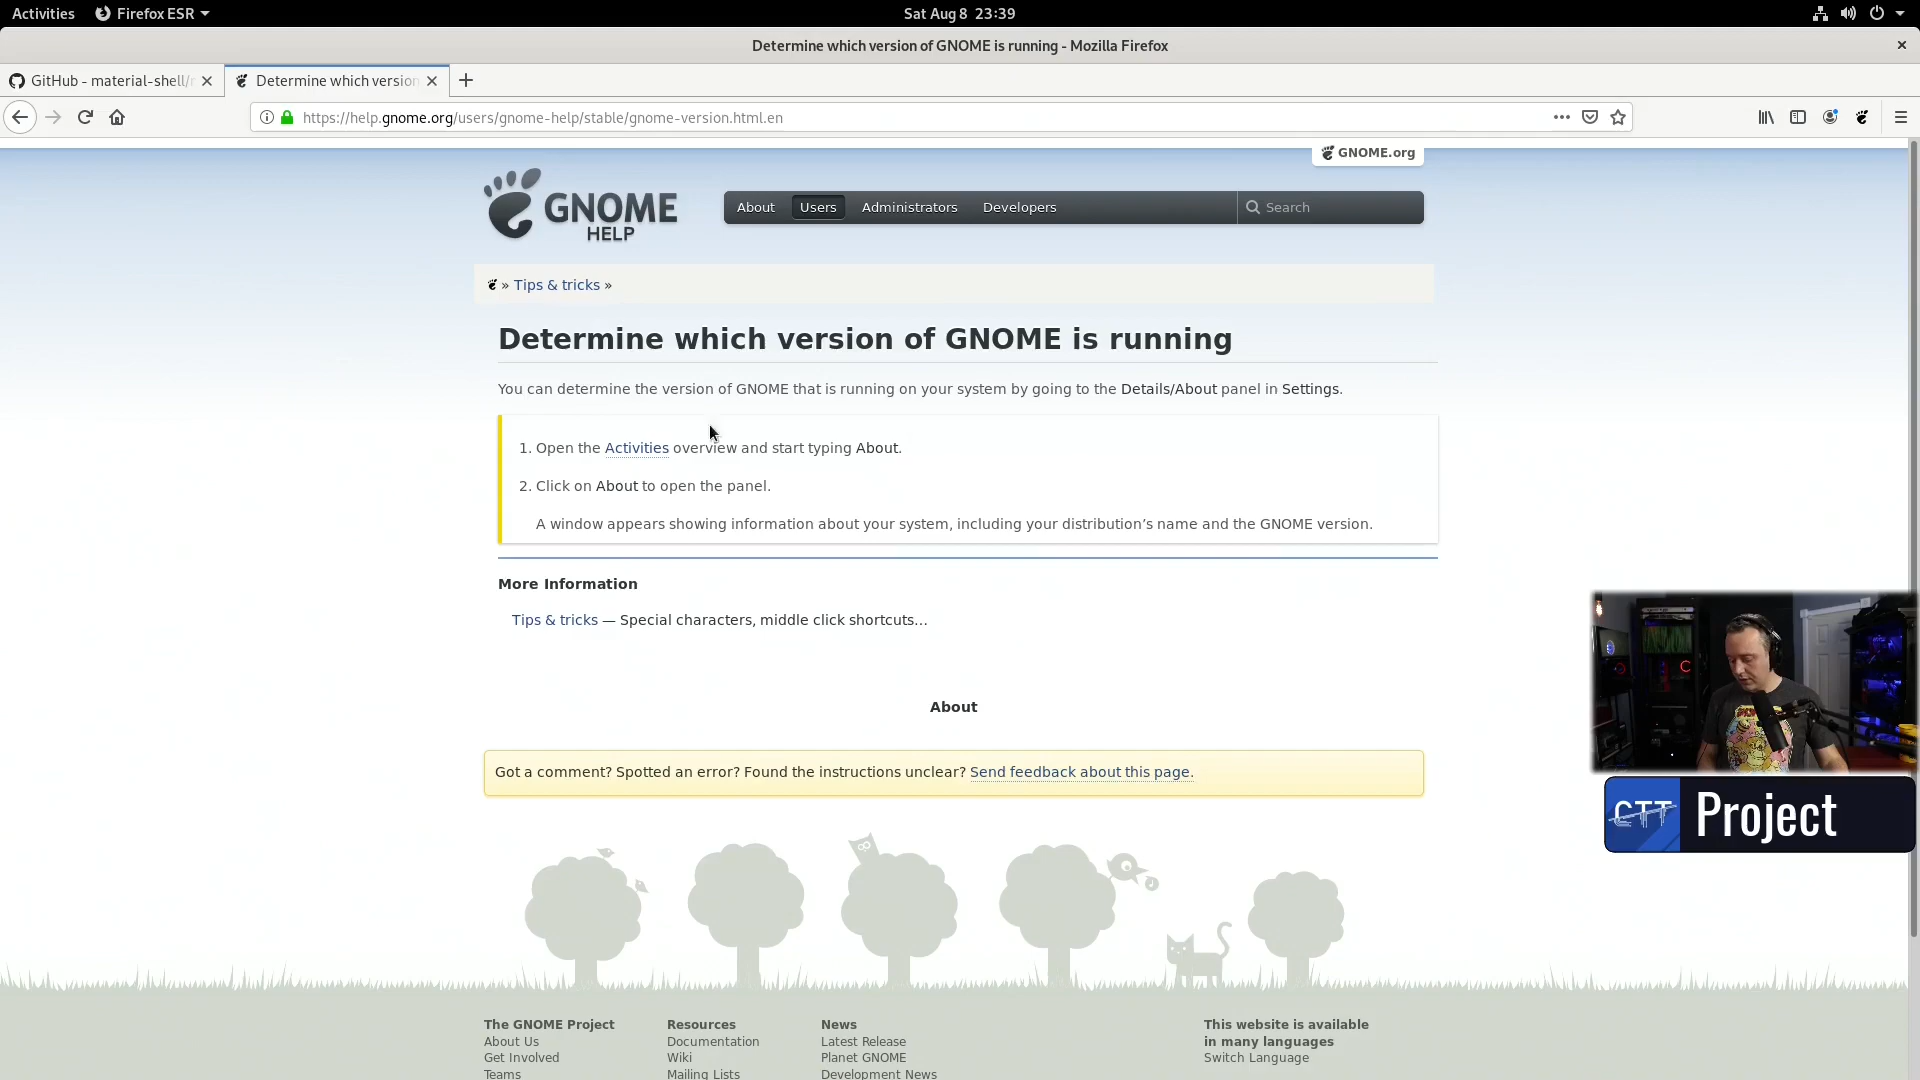 Activities Firefox ESR Sat Aug 8 23:39
Determine which version of GNOME is running - Mozilla Firefox
GitHub - material-shell/ Determine which version
https://help.gnome.org/users/gnome-help/stable/gnome-version.html.en
GNOME.org
GNOME
HELP
About Users Administrators Developers Search
» Tips & tricks »
Determine which version of GNOME is running
You can determine the version of GNOME that is running on your system by going to the Details/About panel in Settings.
1. Open the Activities overview and start typing About.
2. Click on About to open the panel.
A window appears showing information about your system, including your distribution’s name and the GNOME version.
More Information
Tips & tricks — Special characters, middle click shortcuts…
About
Got a comment? Spotted an error? Found the instructions unclear? Send feedback about this page.
CTT Project
The GNOME Project Resources News This website is available
About Us Documentation Latest Release in many languages
Get Involved Wiki Planet GNOME Switch Language
Teams Mailing Lists Development News